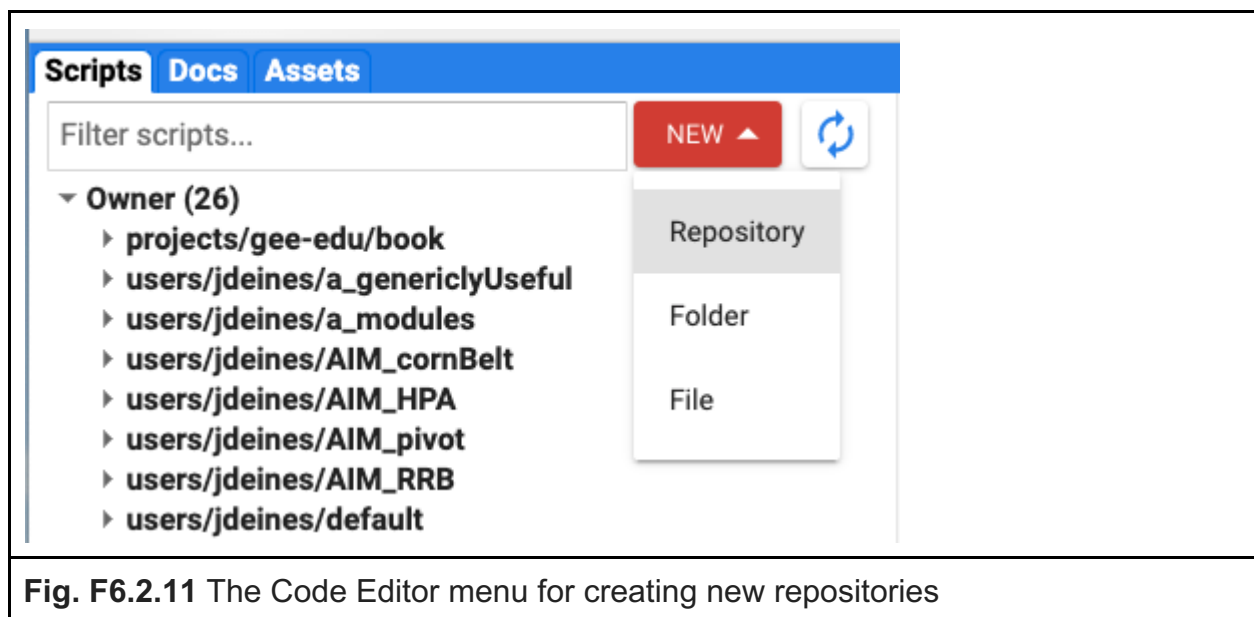 Scripts Docs Assets
Filter scripts... NEW
Owner (26)
projects/gee-edu/book
users/jdeines/a_genericlyUseful
users/jdeines/a_modules
users/jdeines/AIM_cornBelt
users/jdeines/AIM_HPA
users/jdeines/AIM_pivot
users/jdeines/AIM_RRB
users/jdeines/default
Repository
Folder
File
Fig. F6.2.11 The Code Editor menu for creating new repositories